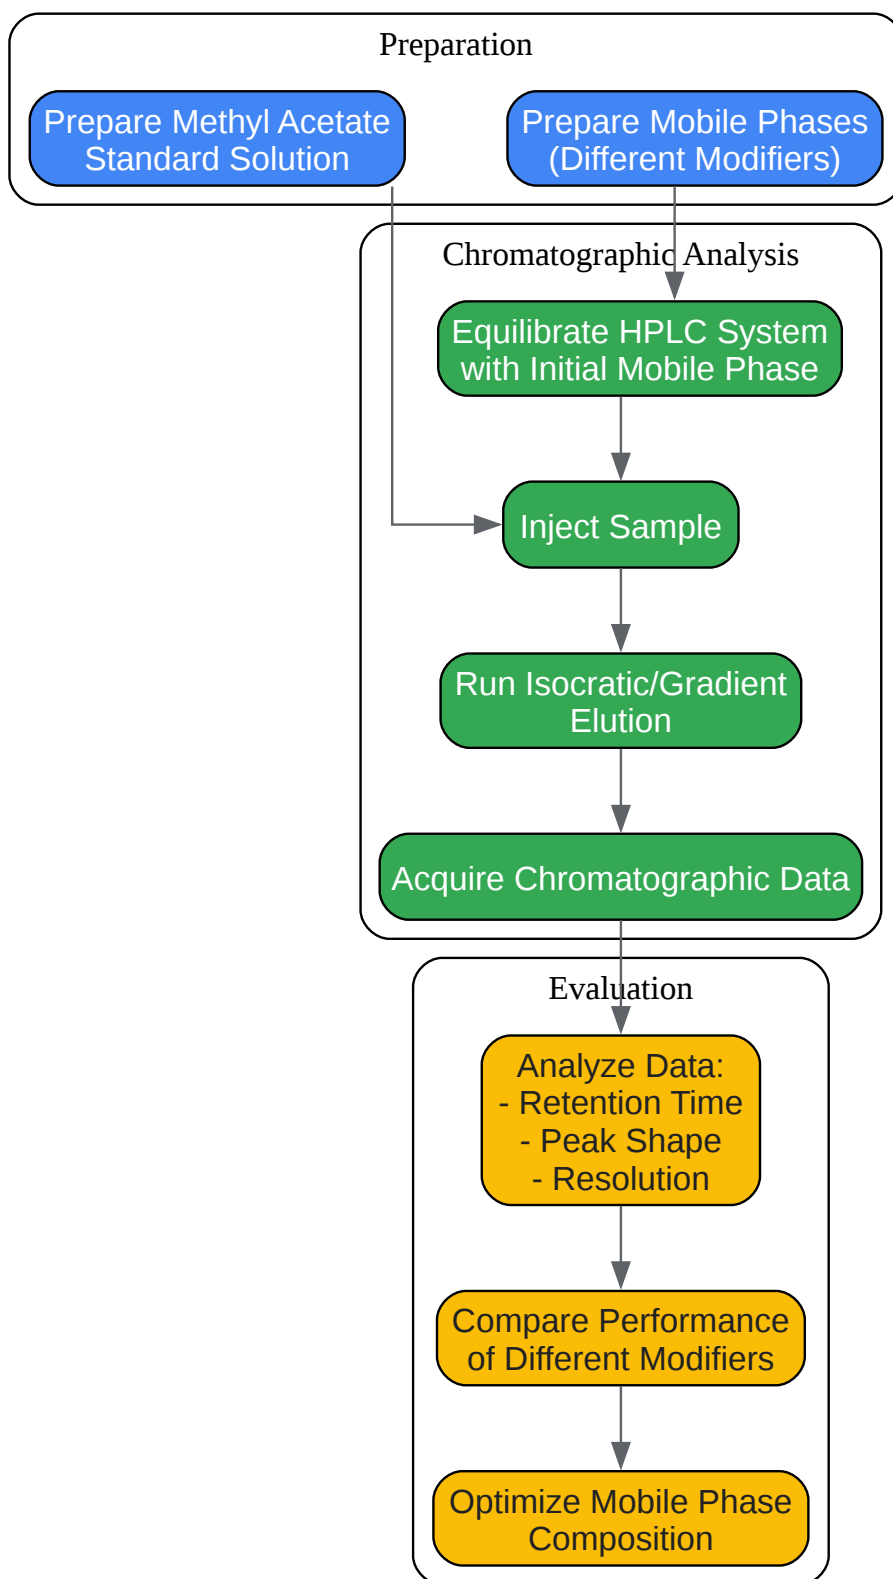 Preparation
Prepare Methyl Acetate
Standard Solution
Prepare Mobile Phases
(Different Modifiers)
Chromatographic Analysis
Equilibrate HPLC System
with Initial Mobile Phase
Inject Sample
Run Isocratic/Gradient
Elution
Acquire Chromatographic Data
Evaluation
Analyze Data:
- Retention Time
- Peak Shape
- Resolution
Compare Performance
of Different Modifiers
Optimize Mobile Phase
Composition